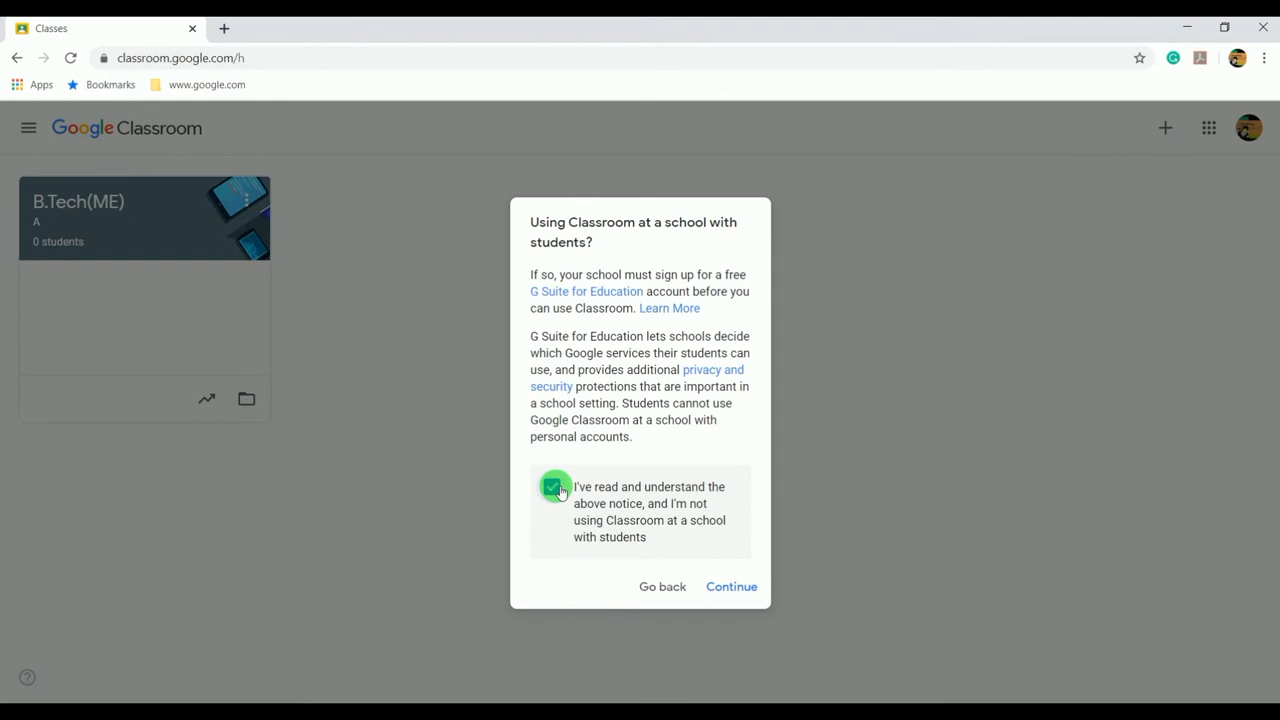 Classes
classroom.google.com/h
Apps
Bookmarks
www.google.com
Google Classroom
B.Tech(ME)
A
0 students
Using Classroom at a school with
students?
If so, your school must sign up for a free
G Suite for Education account before you
can use Classroom. Learn More
G Suite for Education lets schools decide
which Google services their students can
use, and provides additional privacy and
security protections that are important in
a school setting. Students cannot use
Google Classroom at a school with
personal accounts.
I've read and understand the
above notice, and I'm not
using Classroom at a school
with students
Go back
Continue